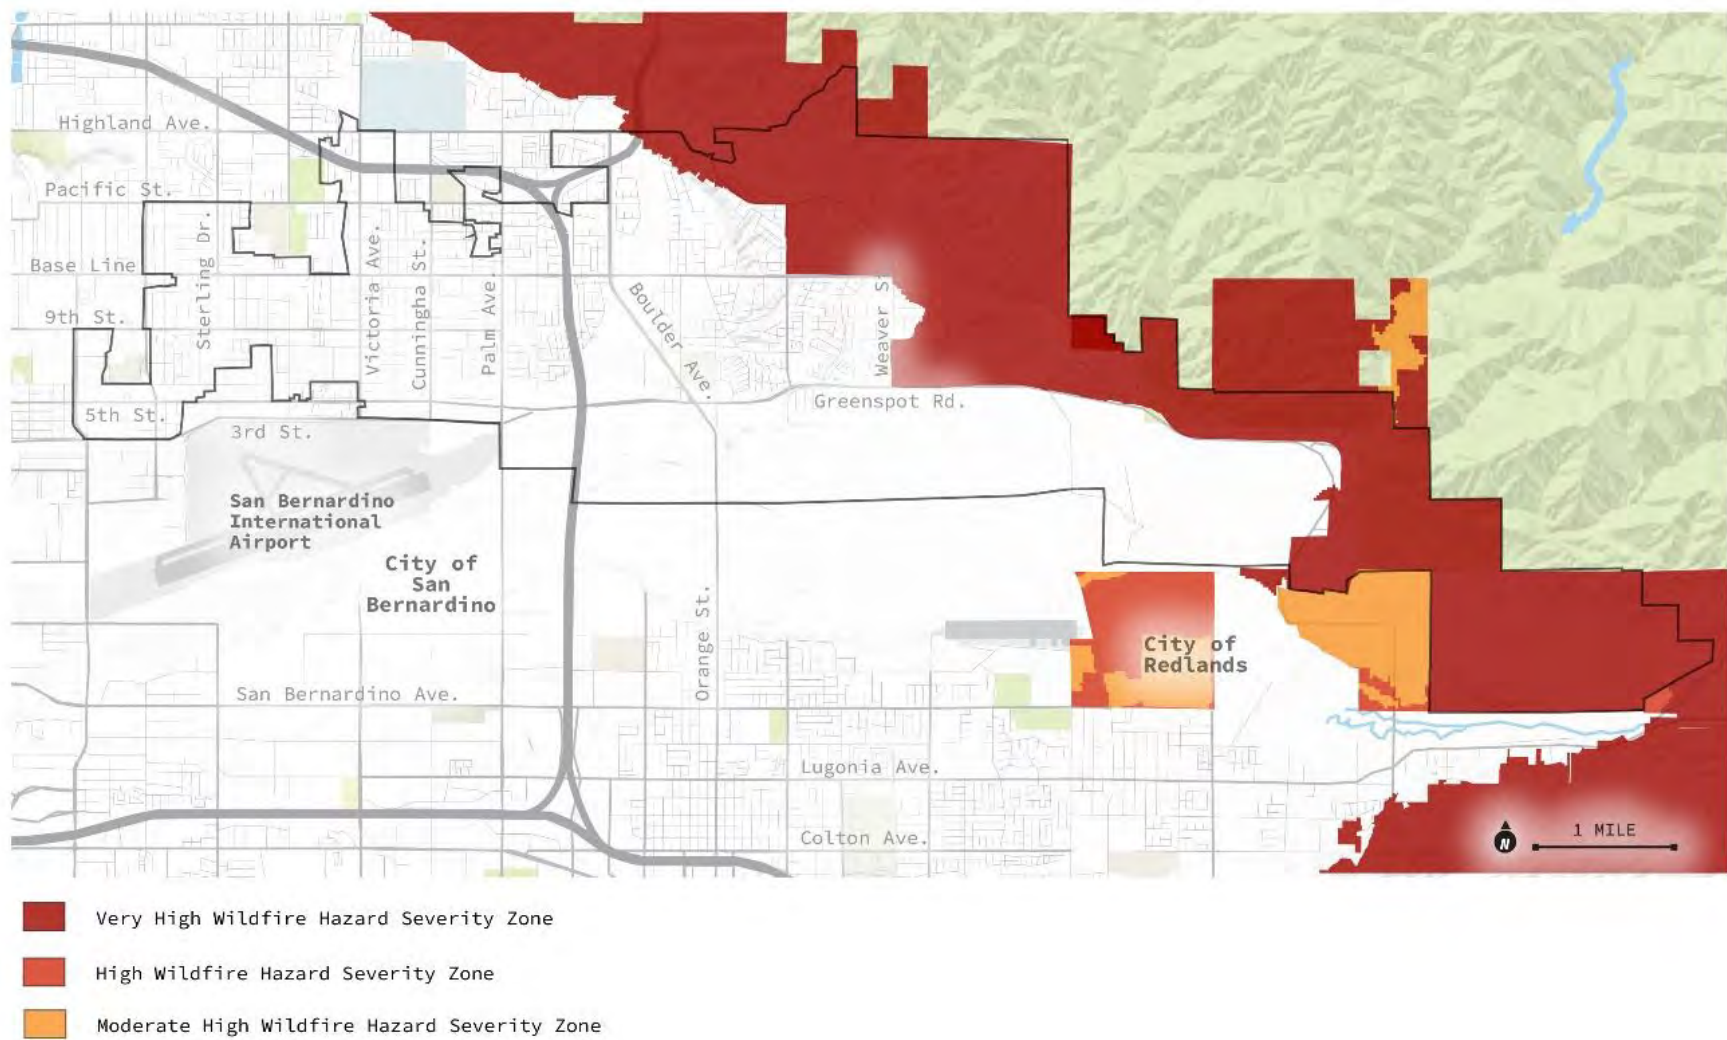 Highland Ave.
Pacific St.
Base Line
9th St.
5th St.
3rd St.
Sterling Dr.
Victoria Ave.
Cunningha St.
Palm Ave.
Boulder Ave.
Weaver S
Greenspot Rd.
San Bernardino
International
Airport
City of
San
Bernardino
Orange St.
City of
Redlands
San Bernardino Ave.
Lugonia Ave.
Colton Ave.
N
1 MILE
Very High Wildfire Hazard Severity Zone
High Wildfire Hazard Severity Zone
Moderate High Wildfire Hazard Severity Zone